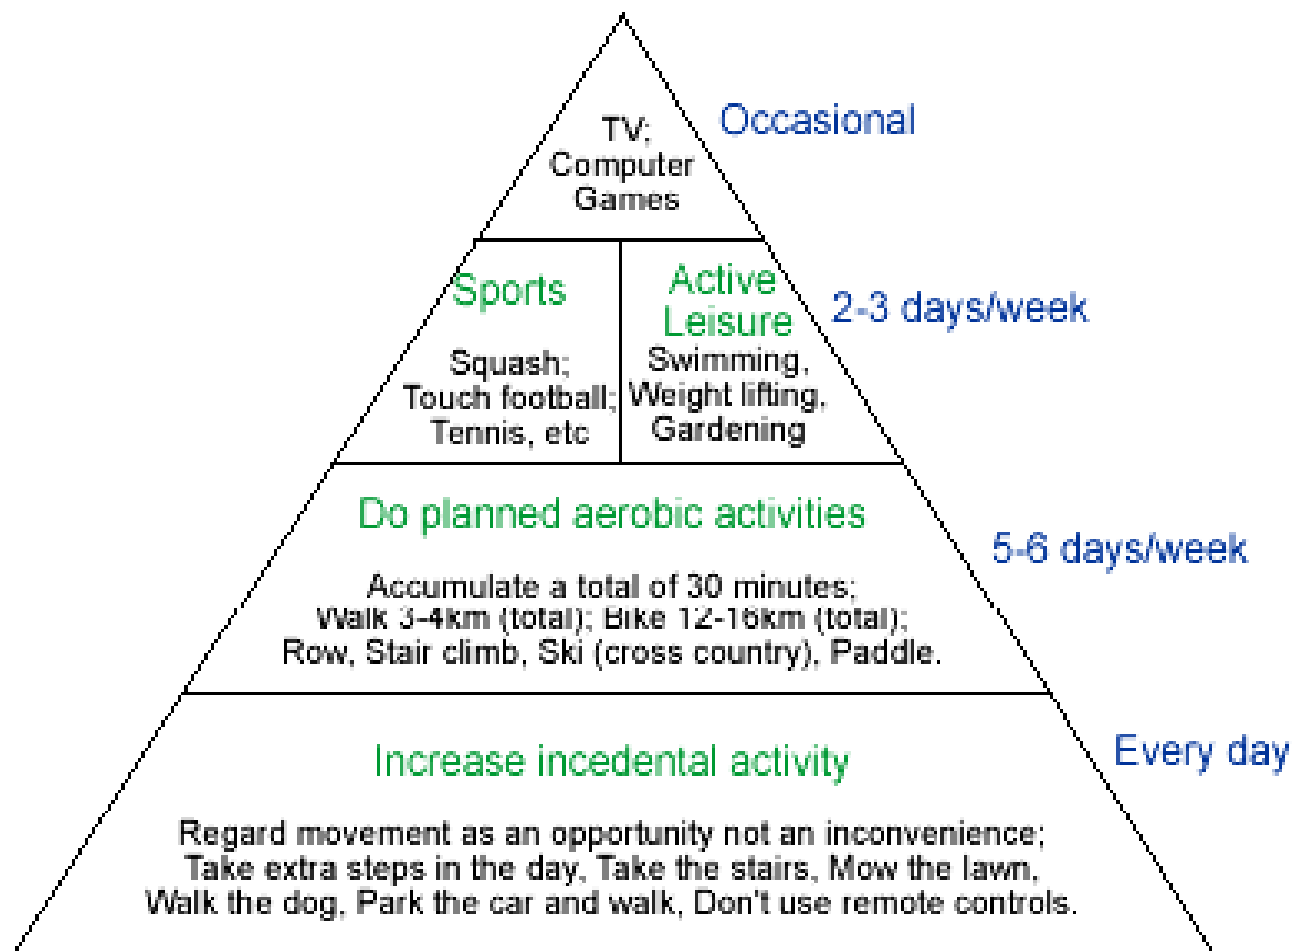 TV;
Computer
Games
Occasional
Sports
Squash;
Touch football;
Tennis, etc
Active
Leisure
Swimming,
Weight lifting,
Gardening
2-3 days/week
Do planned aerobic activities
Accumulate a total of 30 minutes;
Walk 3-4km (total); Bike 12-16km (total);
Row, Stair climb, Ski (cross country), Paddle.
5-6 days/week
Increase incedental activity
Regard movement as an opportunity not an inconvenience;
Take extra steps in the day, Take the stairs, Mow the lawn,
Walk the dog, Park the car and walk, Don't use remote controls.
Every day